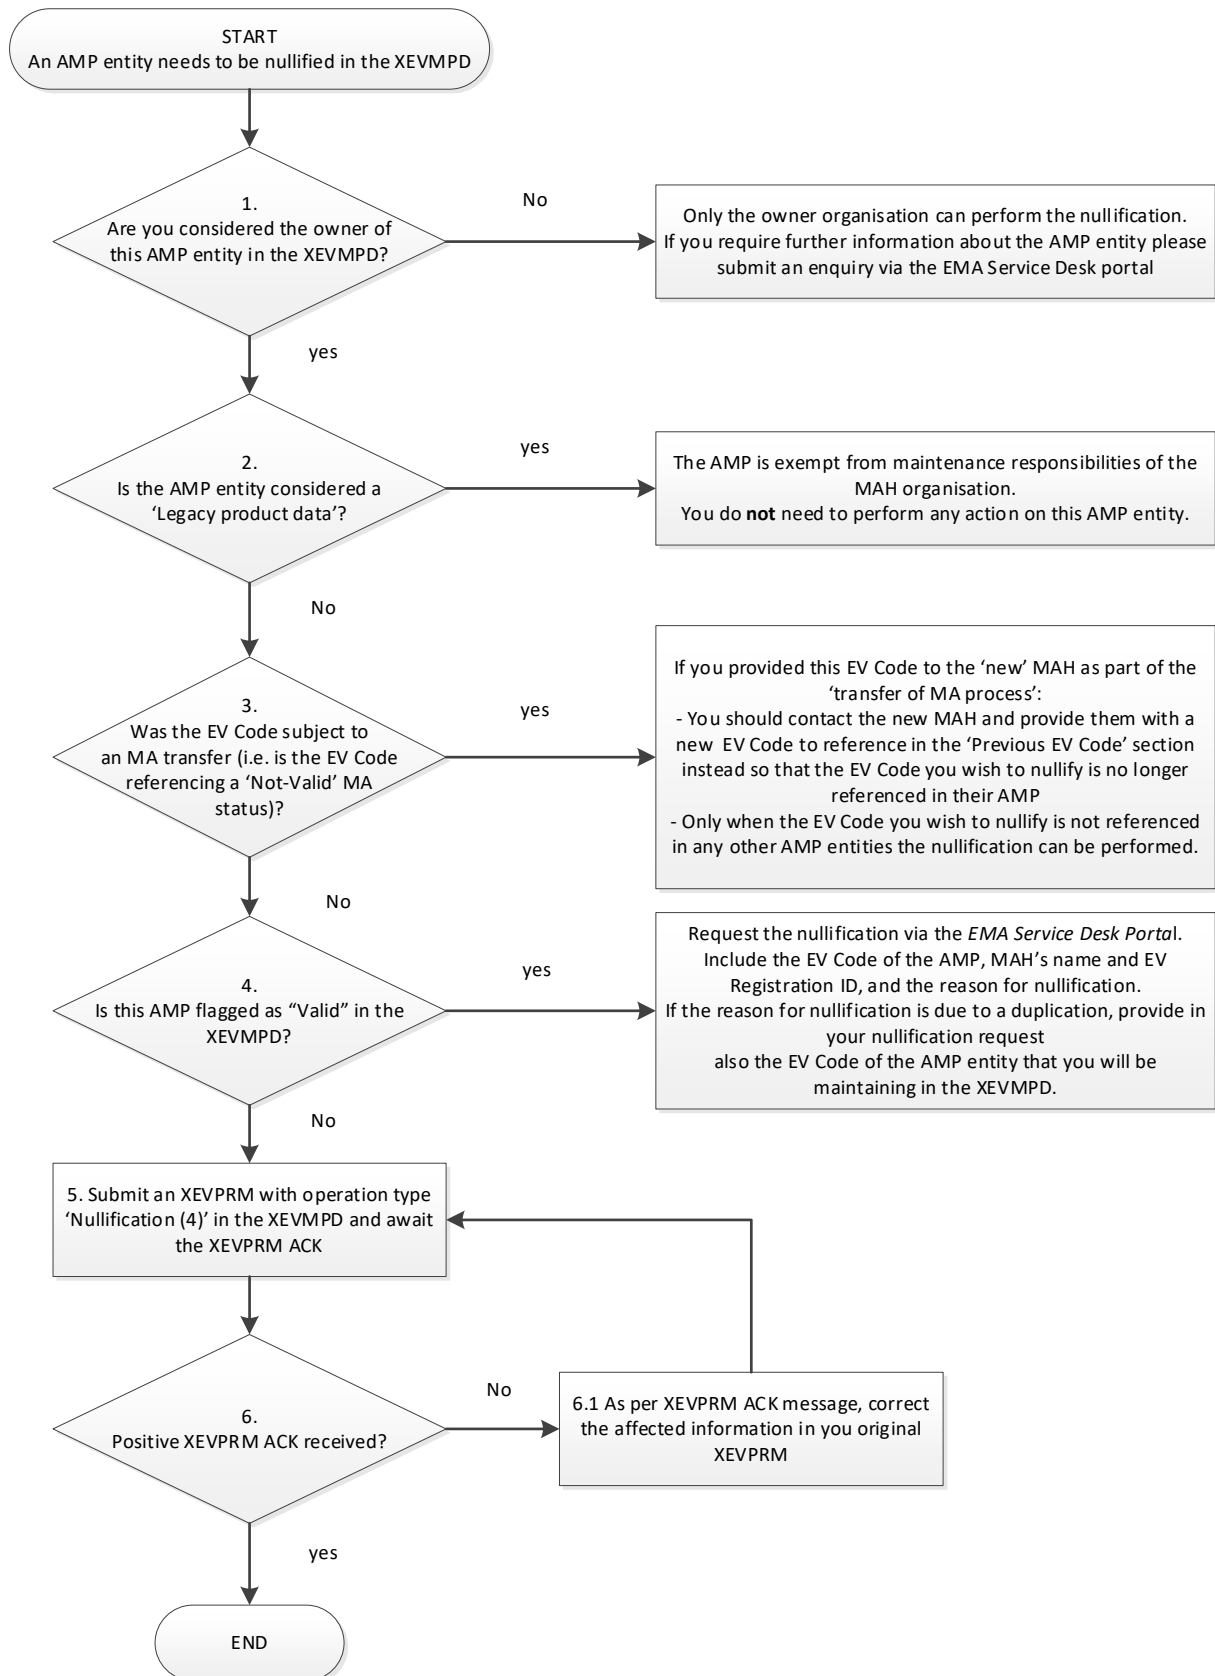 START
An AMP entity needs to be nullified in the XEVMPD
1.
Are you considered the owner of
this AMP entity in the XEVMPD?
No
Only the owner organisation can perform the nullification.
If you require further information about the AMP entity please
submit an enquiry via the EMA Service Desk portal
yes
2.
Is the AMP entity considered a
‘Legacy product data’?
yes
The AMP is exempt from maintenance responsibilities of the
MAH organisation.
You do not need to perform any action on this AMP entity.
No
3.
Was the EV Code subject to
an MA transfer (i.e. is the EV Code
referencing a ‘Not-Valid’ MA
status)?
yes
If you provided this EV Code to the ‘new’ MAH as part of the
‘transfer of MA process’:
- You should contact the new MAH and provide them with a
new EV Code to reference in the ‘Previous EV Code’ section
instead so that the EV Code you wish to nullify is no longer
referenced in their AMP
- Only when the EV Code you wish to nullify is not referenced
in any other AMP entities the nullification can be performed.
No
4.
Is this AMP flagged as “Valid” in the
XEVMPD?
yes
Request the nullification via the EMA Service Desk Portal.
Include the EV Code of the AMP, MAH’s name and EV
Registration ID, and the reason for nullification.
If the reason for nullification is due to a duplication, provide in
your nullification request
also the EV Code of the AMP entity that you will be
maintaining in the XEVMPD.
No
5. Submit an XEVPRM with operation type
‘Nullification (4)’ in the XEVMPD and await
the XEVPRM ACK
6.
Positive XEVPRM ACK received?
No
6.1 As per XEVPRM ACK message, correct
the affected information in you original
XEVPRM
yes
END